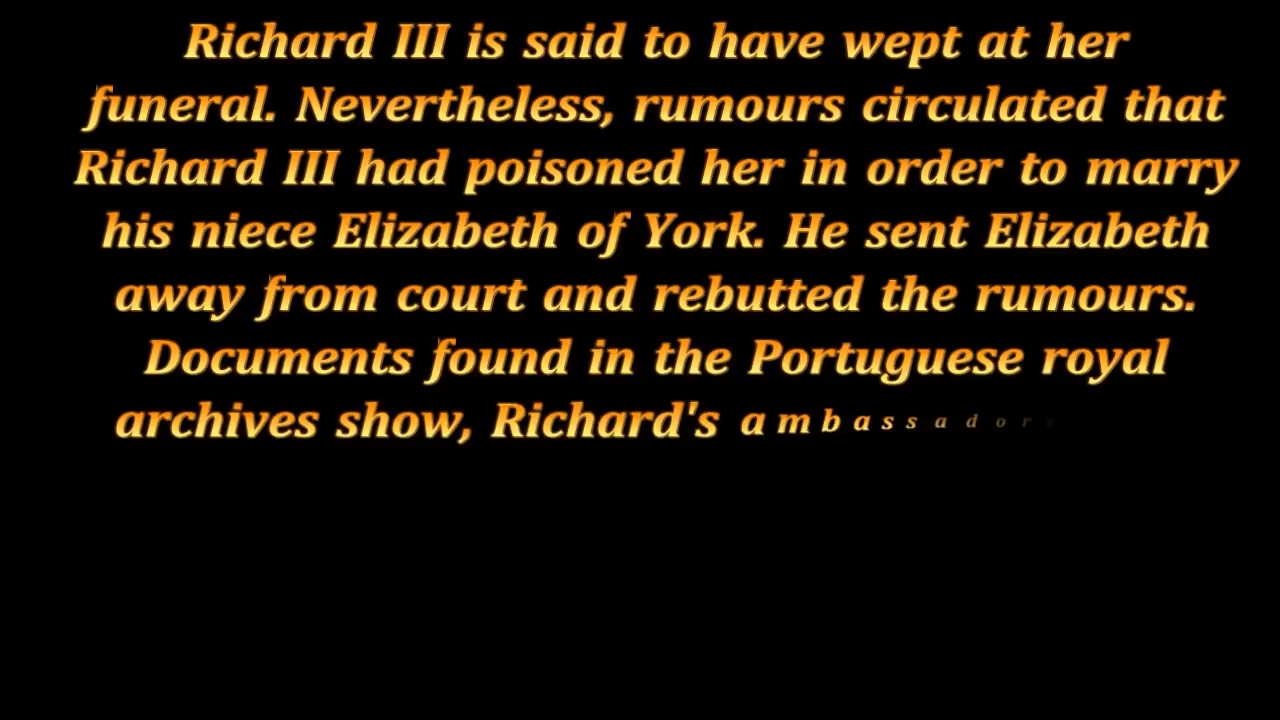 Richard III is said to have wept at her
funeral. Nevertheless, rumours circulated that
Richard III had poisoned her in order to marry
his niece Elizabeth of York. He sent Elizabeth
away from court and rebutted the rumours.
Documents found in the Portuguese royal
archives show, Richard's ambassador